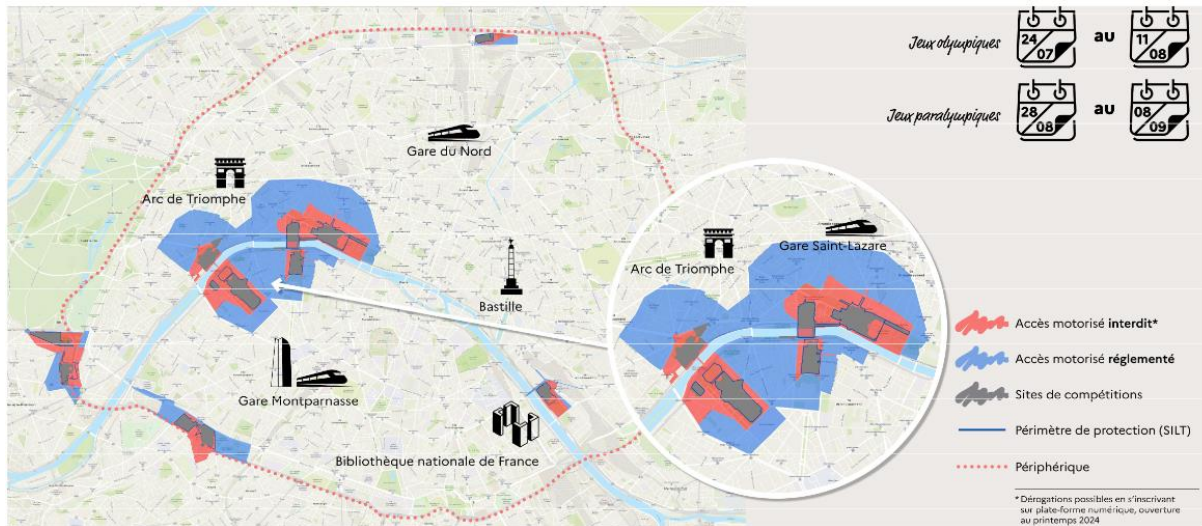 Jeux olympiques
24
07
au
11
08
Jeux paralympiques
28
08
au
08
09
Gare du Nord
Arc de Triomphe
Bastille
Gare Montparnasse
Bibliothèque nationale de France
Gare Saint-Lazare
Arc de Triomphe
Accès motorisé interdit*
Accès motorisé réglementé
Sites de compétitions
Périmètre de protection (SILT)
Périphérique
* Dérogations possibles en s'inscrivant
sur plate-forme numérique, ouverture
au printemps 2024